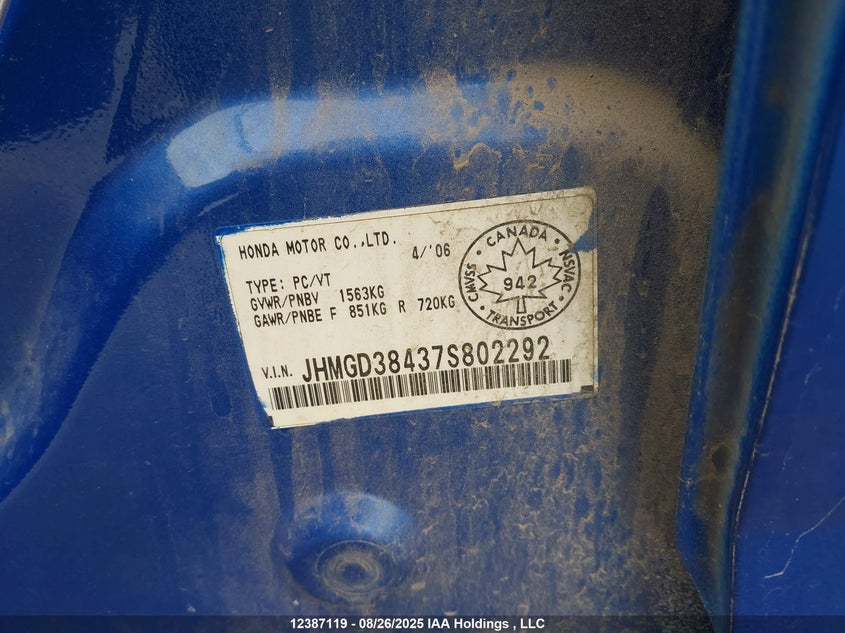 HONDA MOTOR CO.,LTD. 4/'06
TYPE: PC/VT
GVWR/PNBV 1563KG
GAWR/PNBE F 851KG R 720KG
CANADA
CMVSS 942 NSVAC
TRANSPORT
V.I.N. JHMGD38437S802292
12387119 - 08/26/2025 IAA Holdings , LLC